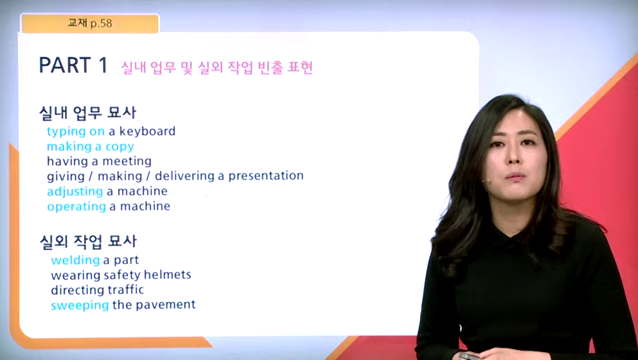 교재 p.58
PART 1 실내 업무 및 실외 작업 빈출 표현
실내 업무 묘사
typing on a keyboard
making a copy
having a meeting
giving / making / delivering a presentation
adjusting a machine
operating a machine
실외 작업 묘사
welding a part
wearing safety helmets
directing traffic
sweeping the pavement